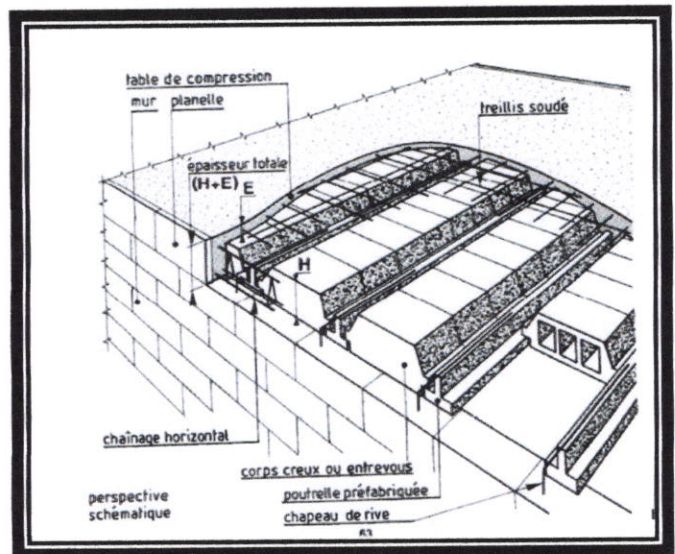 table de compression
mur planelle
treillis soudé
épaisseur totale
(H+E) E
H
chaînage horizontal
corps creux ou entrevous
perspective
schématique
poutrelle préfabriquée
chapeau de rive